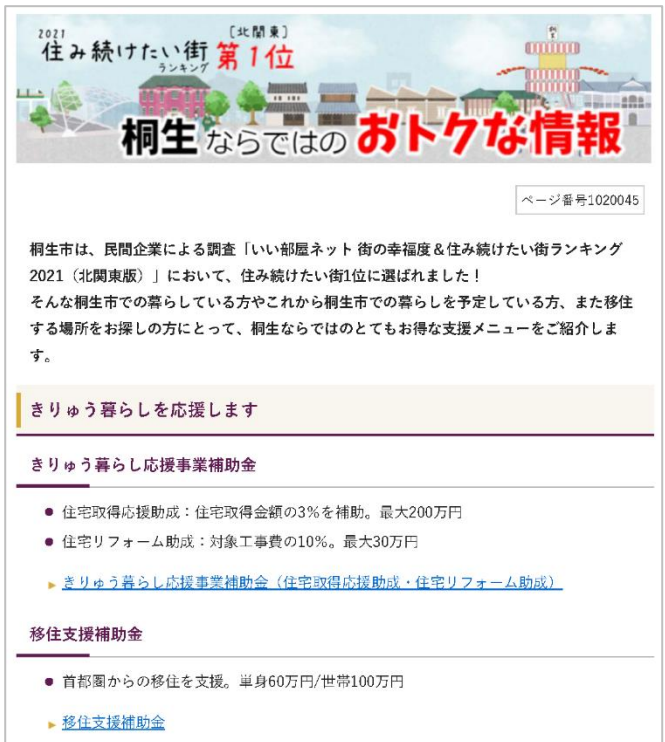 2021
[北関東]
住み続けたい街
ランキング
第1位
桐生ならではのおトクな情報
ページ番号1020045
桐生市は、民間企業による調査「いい部屋ネット 街の幸福度＆住み続けたい街ランキング
2021（北関東版）」において、住み続けたい街1位に選ばれました！
そんな桐生市での暮らしている方やこれから桐生市での暮らしを予定している方、また移住
する場所をお探しの方にとって、桐生ならではのとてもお得な支援メニューをご紹介しま
す。
きりゅう暮らしを応援します
きりゅう暮らし応援事業補助金
● 住宅取得応援助成：住宅取得金額の3%を補助。最大200万円
● 住宅リフォーム助成：対象工事費の10%。最大30万円
► きりゅう暮らし応援事業補助金（住宅取得応援助成・住宅リフォーム助成）
移住支援補助金
● 首都圏からの移住を支援。単身60万円/世帯100万円
► 移住支援補助金